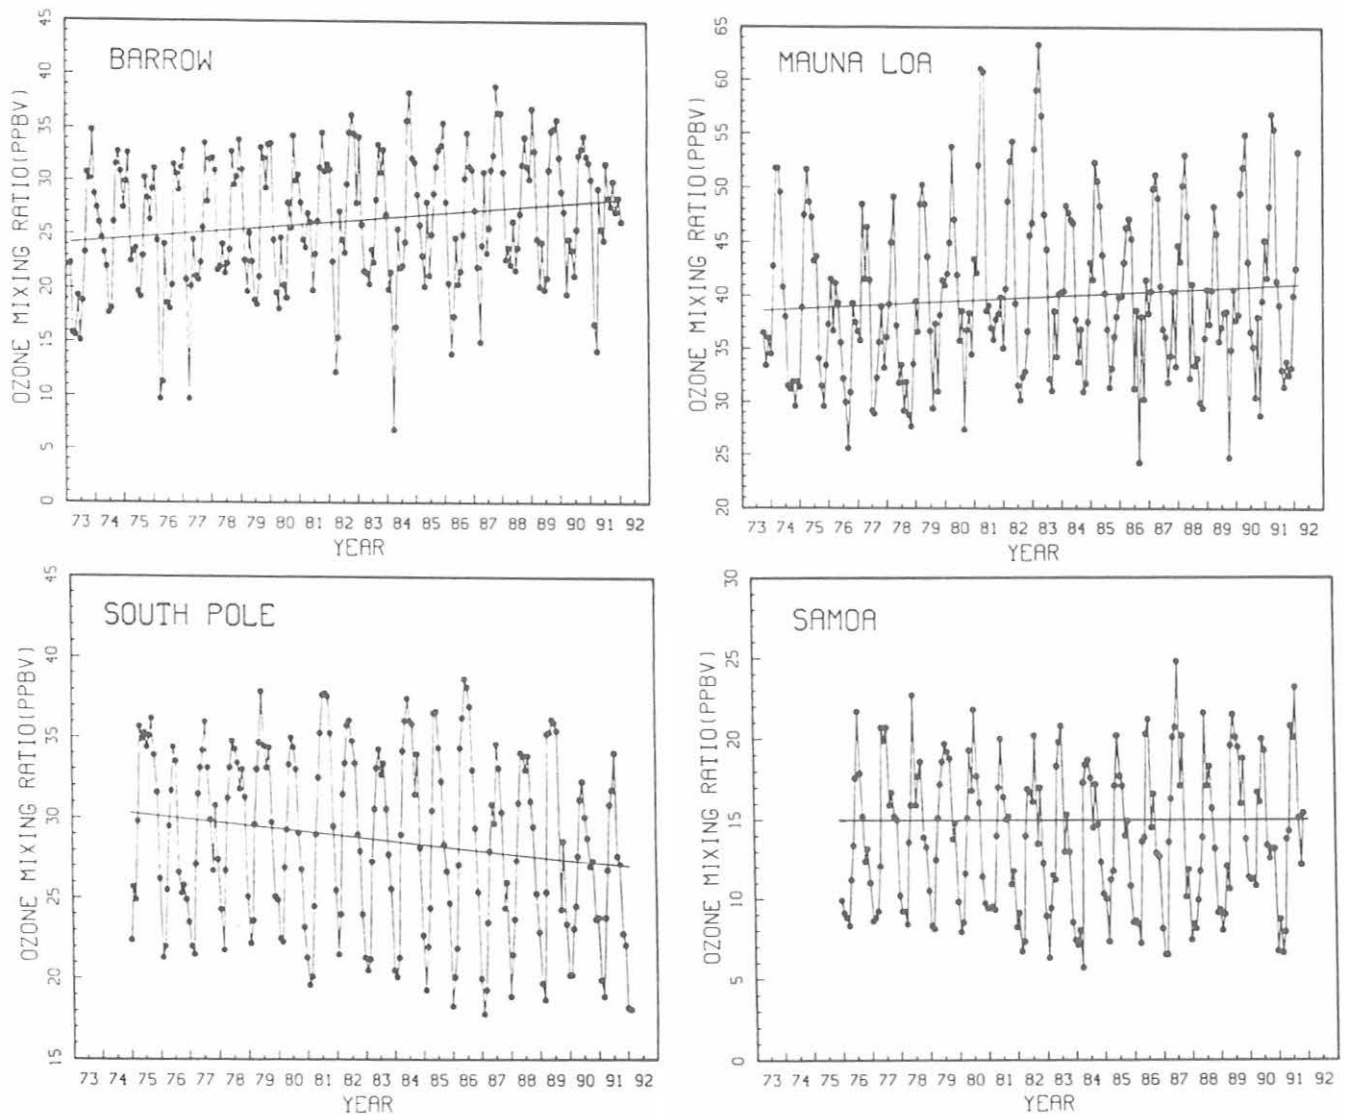 BARROW
OZONE MIXING RATIO(PPBV)
45
40
35
30
25
20
15
10
5
0
73 74 75 76 77 78 79 80 81 82 83 84 85 86 87 88 89 90 91 92
YEAR
MAUNA LOA
OZONE MIXING RATIO(PPBV)
65
60
55
50
45
40
35
30
25
20
73 74 75 76 77 78 79 80 81 82 83 84 85 86 87 88 89 90 91 92
YEAR
SOUTH POLE
OZONE MIXING RATIO(PPBV)
45
40
35
30
25
20
15
73 74 75 76 77 78 79 80 81 82 83 84 85 86 87 88 89 90 91 92
YEAR
SAMOA
OZONE MIXING RATIO(PPBV)
30
25
20
15
10
5
0
73 74 75 76 77 78 79 80 81 82 83 84 85 86 87 88 89 90 91 92
YEAR